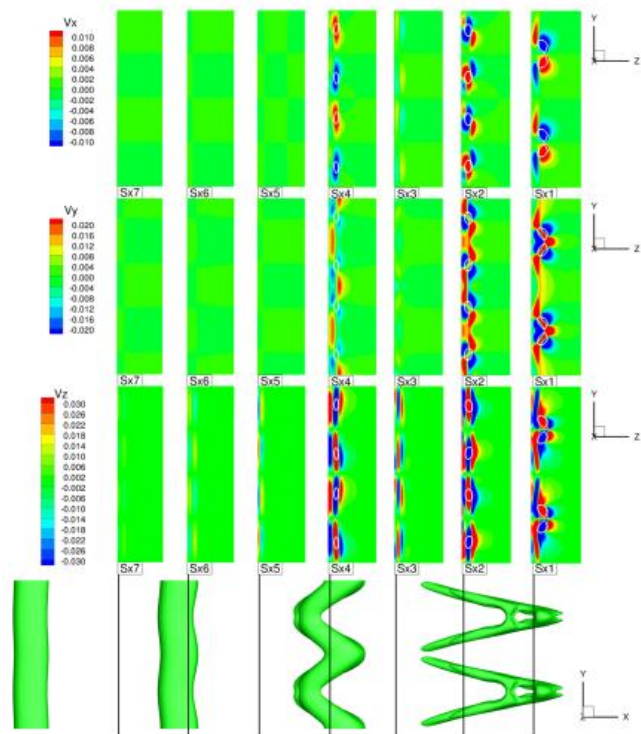 Vx
0.010
0.008
0.006
0.004
0.002
0.000
-0.002
-0.004
-0.006
-0.008
-0.010
Y
X
Z
Sx7
Sx6
Sx5
Sx4
Sx3
Sx2
Sx1
Vy
0.020
0.016
0.012
0.008
0.004
0.000
-0.004
-0.008
-0.012
-0.016
-0.020
Y
X
Z
Sx7
Sx6
Sx5
Sx4
Sx3
Sx2
Sx1
Vz
0.030
0.026
0.022
0.018
0.014
0.010
0.006
0.002
-0.002
-0.006
-0.010
-0.014
-0.018
-0.022
-0.026
-0.030
Y
X
Z
Sx7
Sx6
Sx5
Sx4
Sx3
Sx2
Sx1
Y
Z
X